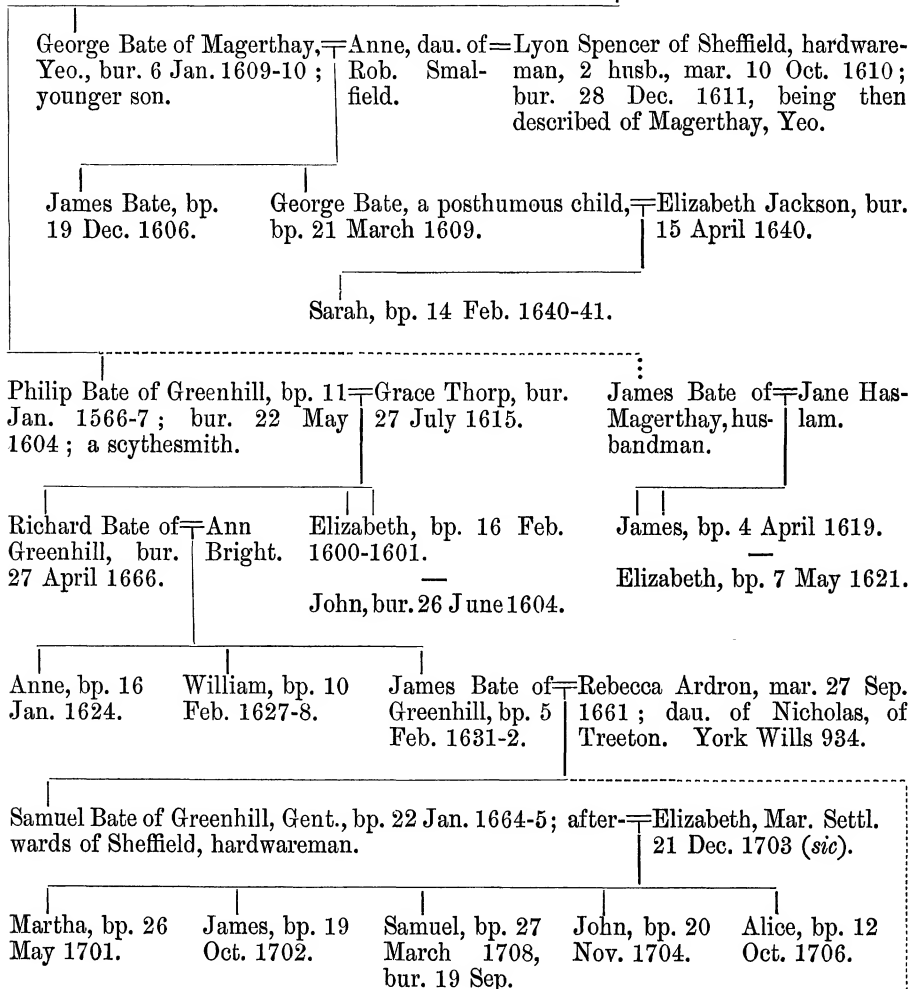 George Bate of Magerthay,
Yeo., bur. 6 Jan. 1609-10 ;
younger son.
Anne, dau. of
Rob. Smal-
field.
Lyon Spencer of Sheffield, hardware-
man, 2 husb., mar. 10 Oct. 1610 ;
bur. 28 Dec. 1611, being then
described of Magerthay, Yeo.
James Bate, bp.
19 Dec. 1606.
George Bate, a posthumous child,
bp. 21 March 1609.
Elizabeth Jackson, bur.
15 April 1640.
Sarah, bp. 14 Feb. 1640-41.
Philip Bate of Greenhill, bp. 11
Jan. 1566-7 ; bur. 22 May
1604 ; a scythesmith.
Grace Thorp, bur.
27 July 1615.
James Bate of
Magerthay, hus-
bandman.
Jane Has-
lam.
Richard Bate of
Greenhill, bur.
27 April 1666.
Ann
Bright.
Elizabeth, bp. 16 Feb.
1600-1601.
John, bur. 26 June 1604.
James, bp. 4 April 1619.
Elizabeth, bp. 7 May 1621.
Anne, bp. 16
Jan. 1624.
William, bp. 10
Feb. 1627-8.
James Bate of
Greenhill, bp. 5
Feb. 1631-2.
Rebecca Ardron, mar. 27 Sep.
1661 ; dau. of Nicholas, of
Treeton. York Wills 934.
Samuel Bate of Greenhill, Gent., bp. 22 Jan. 1664-5 ; after-
wards of Sheffield, hardwareman.
Elizabeth, Mar. Settl.
21 Dec. 1703 (sic).
Martha, bp. 26
May 1701.
James, bp. 19
Oct. 1702.
Samuel, bp. 27
March 1708,
bur. 19 Sep.
John, bp. 20
Nov. 1704.
Alice, bp. 12
Oct. 1706.